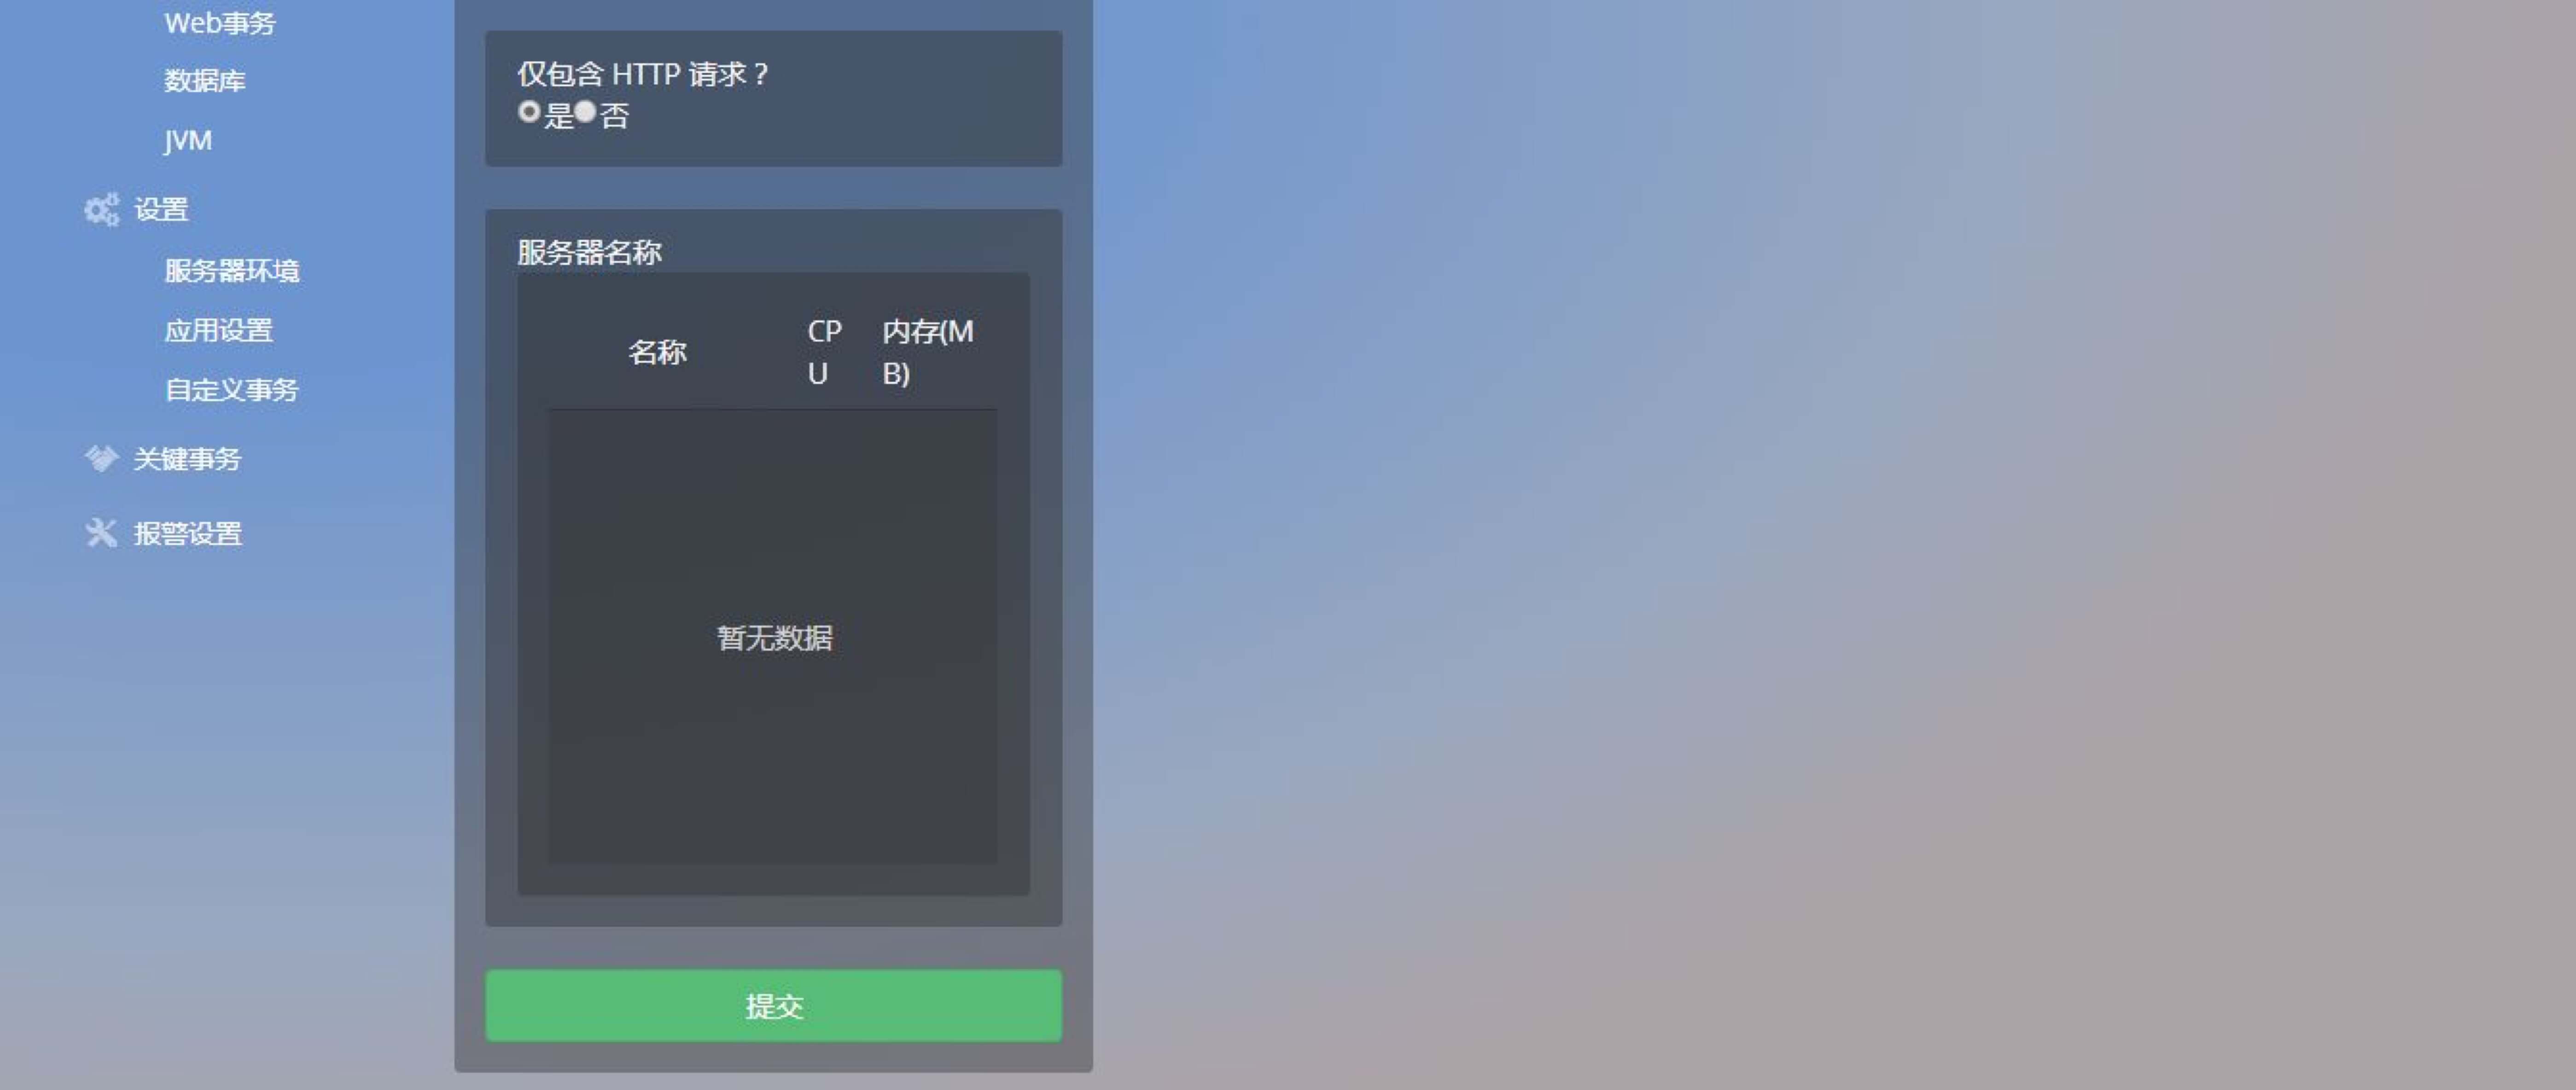 Web事务
数据库
JVM
设置
服务器环境
应用设置
自定义事务
关键事务
报警设置
仅包含 HTTP 请求？
是 否
服务器名称
名称
CP
U
内存(M
B)
暂无数据
提交